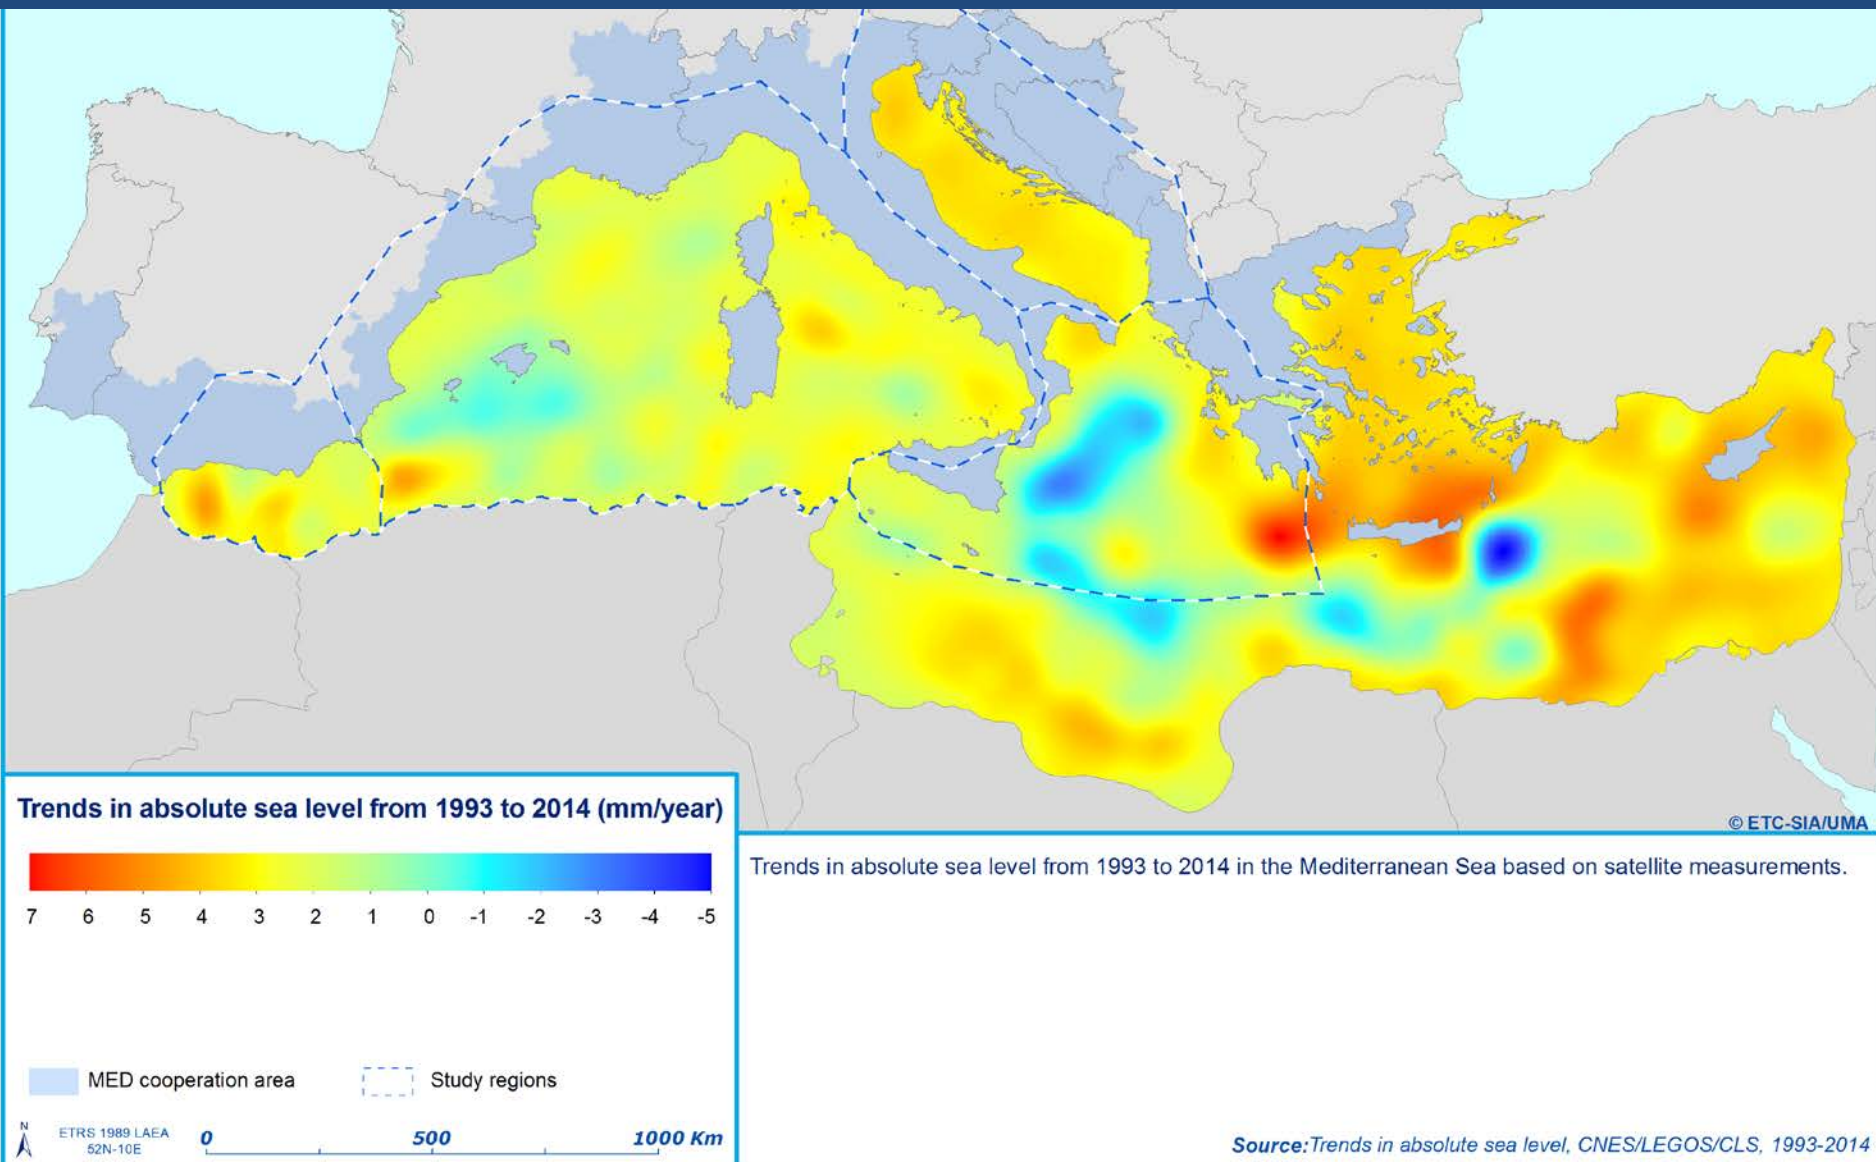 © ETC-SIA/UMA
Trends in absolute sea level from 1993 to 2014 (mm/year)
7 6 5 4 3 2 1 0 -1 -2 -3 -4 -5
MED cooperation area
Study regions
N
ETRS 1989 LAEA
52N-10E
0 500 1000 Km
Trends in absolute sea level from 1993 to 2014 in the Mediterranean Sea based on satellite measurements.
Source:Trends in absolute sea level, CNES/LEGOS/CLS, 1993-2014